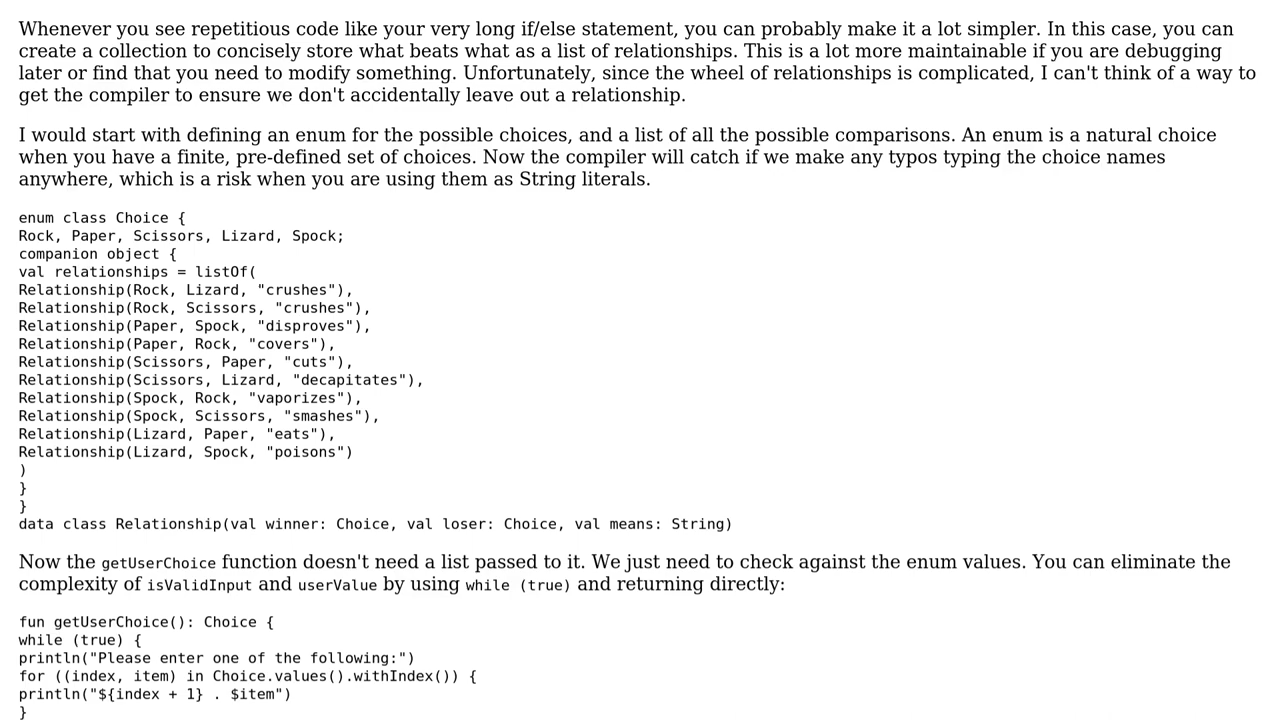 Whenever you see repetitious code like your very long if/else statement, you can probably make it a lot simpler. In this case, you can
create a collection to concisely store what beats what as a list of relationships. This is a lot more maintainable if you are debugging
later or find that you need to modify something. Unfortunately, since the wheel of relationships is complicated, I can't think of a way to
get the compiler to ensure we don't accidentally leave out a relationship.
I would start with defining an enum for the possible choices, and a list of all the possible comparisons. An enum is a natural choice
when you have a finite, pre-defined set of choices. Now the compiler will catch if we make any typos typing the choice names
anywhere, which is a risk when you are using them as String literals.
enum class Choice {
Rock, Paper, Scissors, Lizard, Spock;
companion object {
val relationships = listOf(
Relationship(Rock, Lizard, "crushes"),
Relationship(Rock, Scissors, "crushes"),
Relationship(Paper, Spock, "disproves"),
Relationship(Paper, Rock, "covers"),
Relationship(Scissors, Paper, "cuts"),
Relationship(Scissors, Lizard, "decapitates"),
Relationship(Spock, Rock, "vaporizes"),
Relationship(Spock, Scissors, "smashes"),
Relationship(Lizard, Paper, "eats"),
Relationship(Lizard, Spock, "poisons")
)
}
}
data class Relationship(val winner: Choice, val loser: Choice, val means: String)
Now the getUserChoice function doesn't need a list passed to it. We just need to check against the enum values. You can eliminate the
complexity of isValidInput and userValue by using while (true) and returning directly:
fun getUserChoice(): Choice {
while (true) {
println("Please enter one of the following:")
for ((index, item) in Choice.values().withIndex()) {
println("${index + 1} . $item")
}